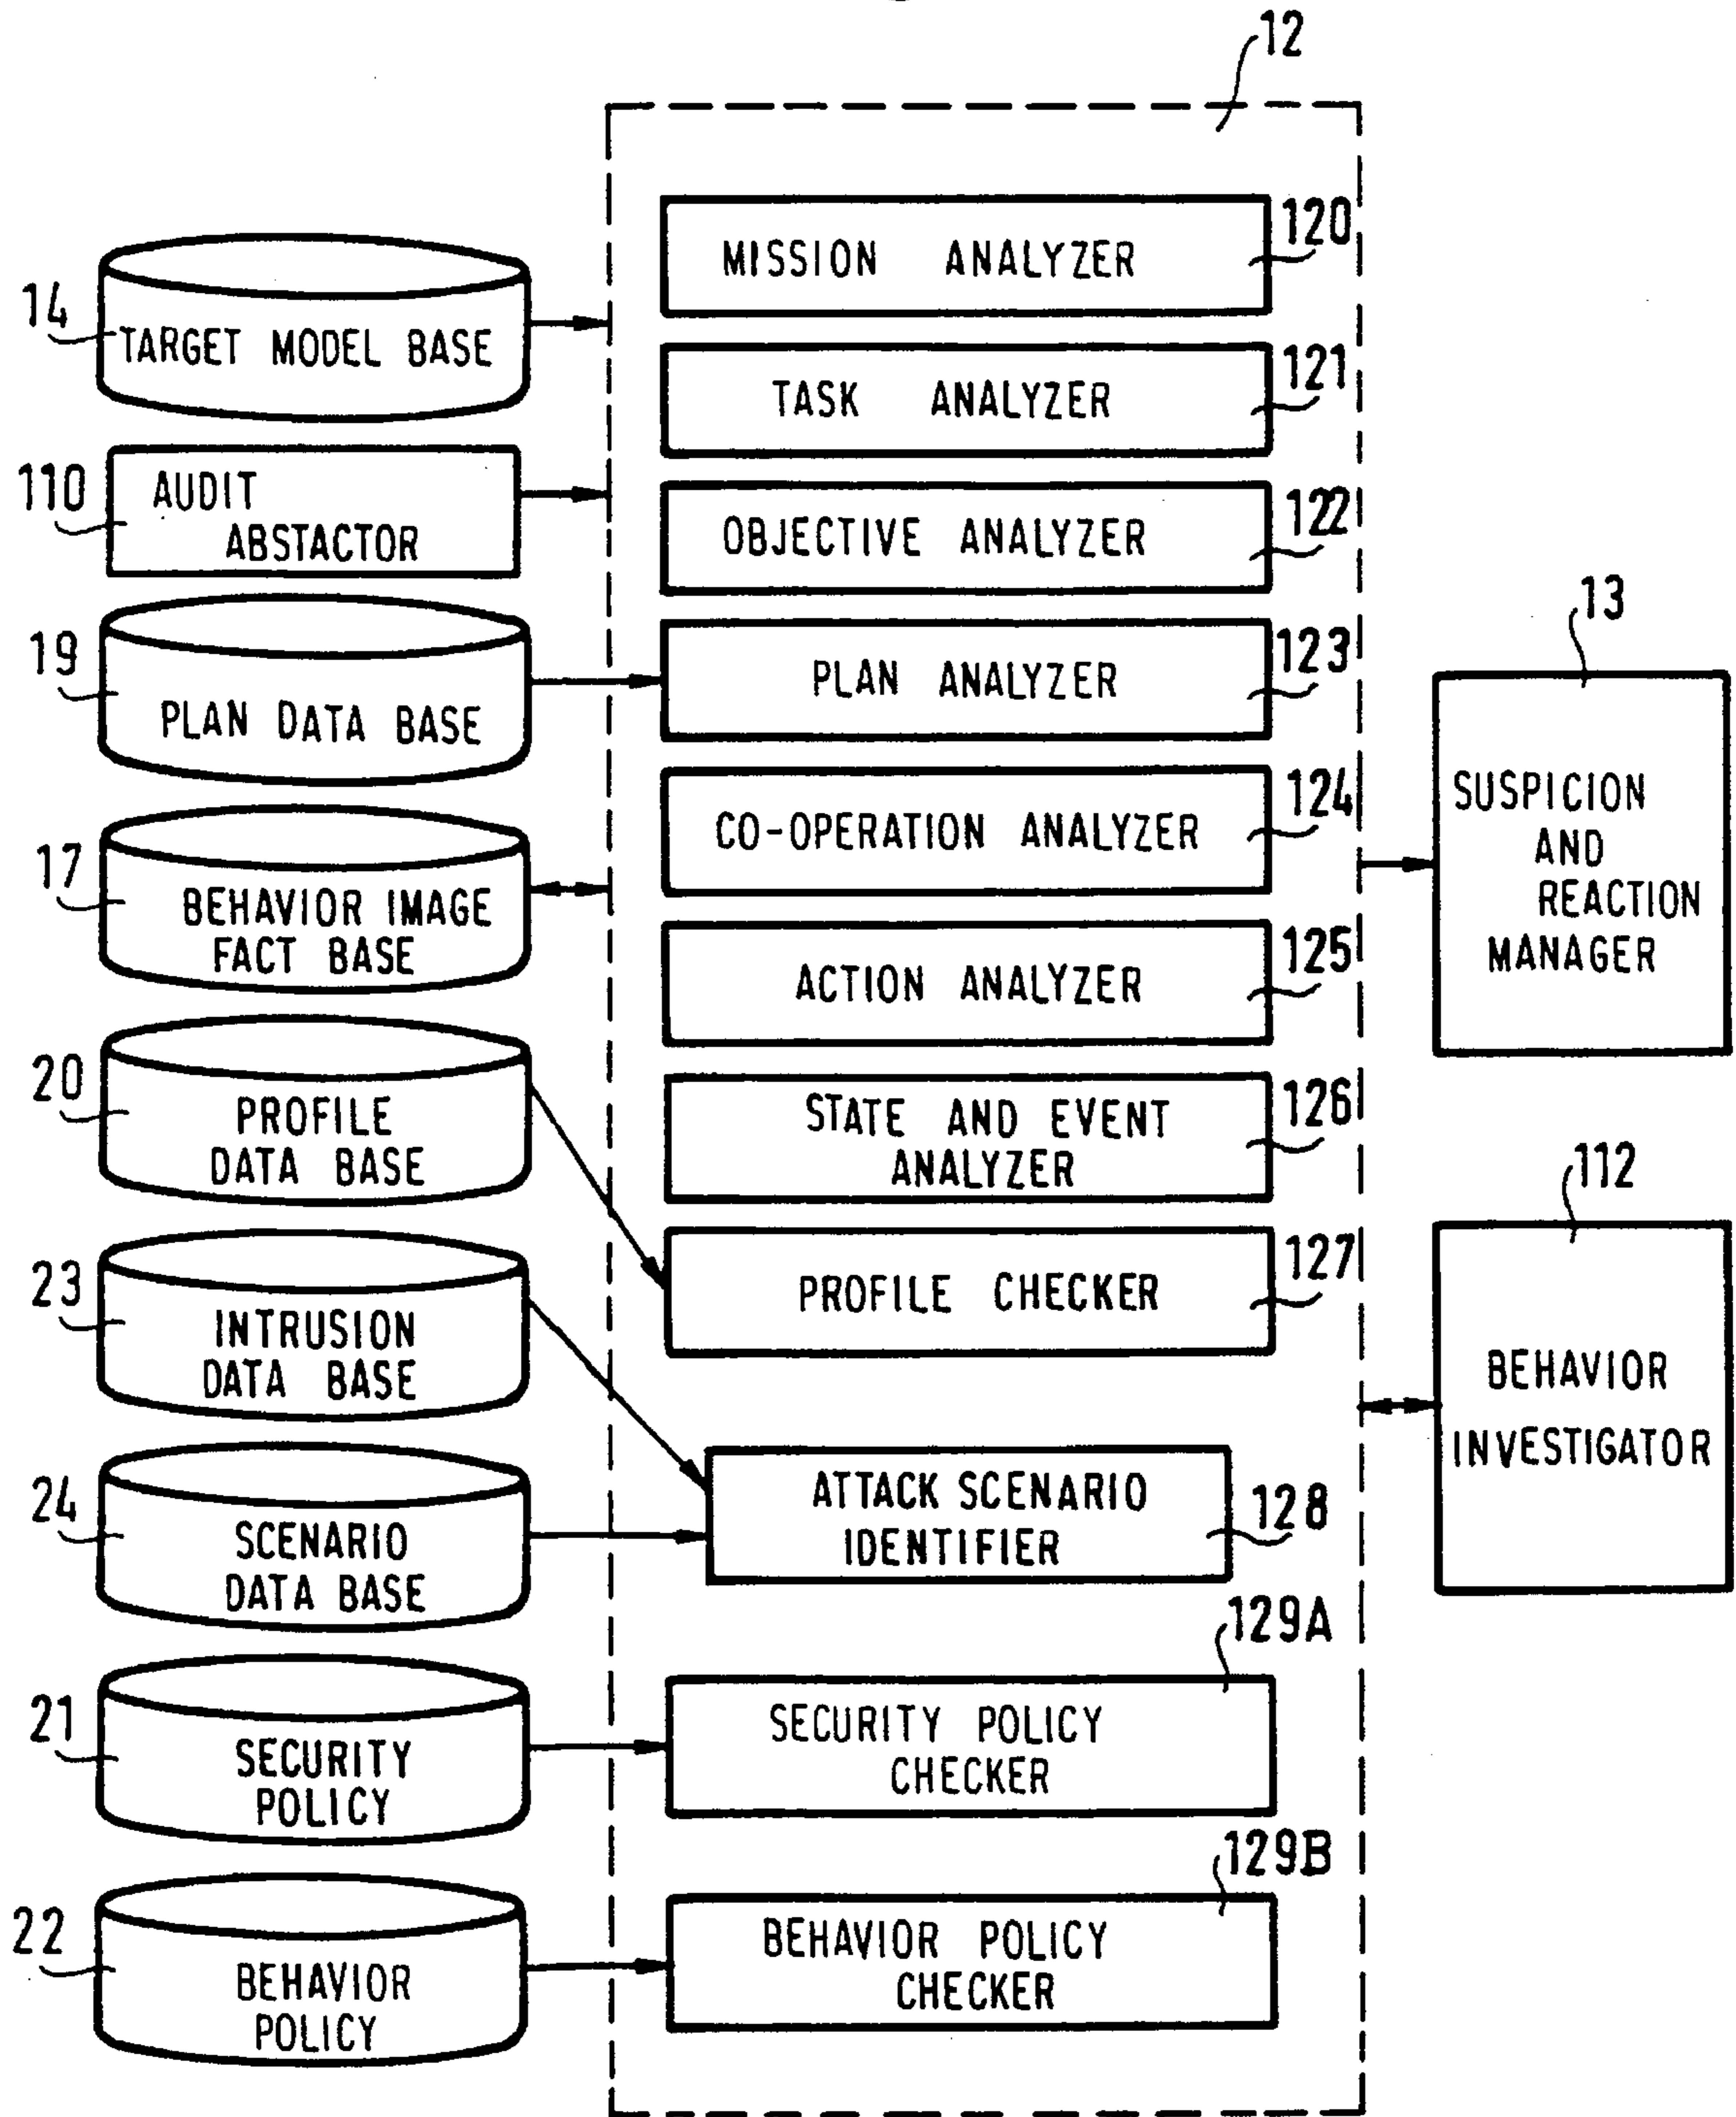 12
MISSION ANALYZER
120
14
TARGET MODEL BASE
TASK ANALYZER
121
110
AUDIT
ABSTACTOR
OBJECTIVE ANALYZER
122
19
PLAN DATA BASE
PLAN ANALYZER
123
13
SUSPICION
AND
REACTION
MANAGER
17
BEHAVIOR IMAGE
FACT BASE
CO-OPERATION ANALYZER
124
ACTION ANALYZER
125
20
PROFILE
DATA BASE
STATE AND EVENT
ANALYZER
126
112
BEHAVIOR
INVESTIGATOR
23
INTRUSION
DATA BASE
PROFILE CHECKER
127
24
SCENARIO
DATA BASE
ATTACK SCENARIO
IDENTIFIER
128
129A
21
SECURITY
POLICY
SECURITY POLICY
CHECKER
129B
22
BEHAVIOR
POLICY
BEHAVIOR POLICY
CHECKER